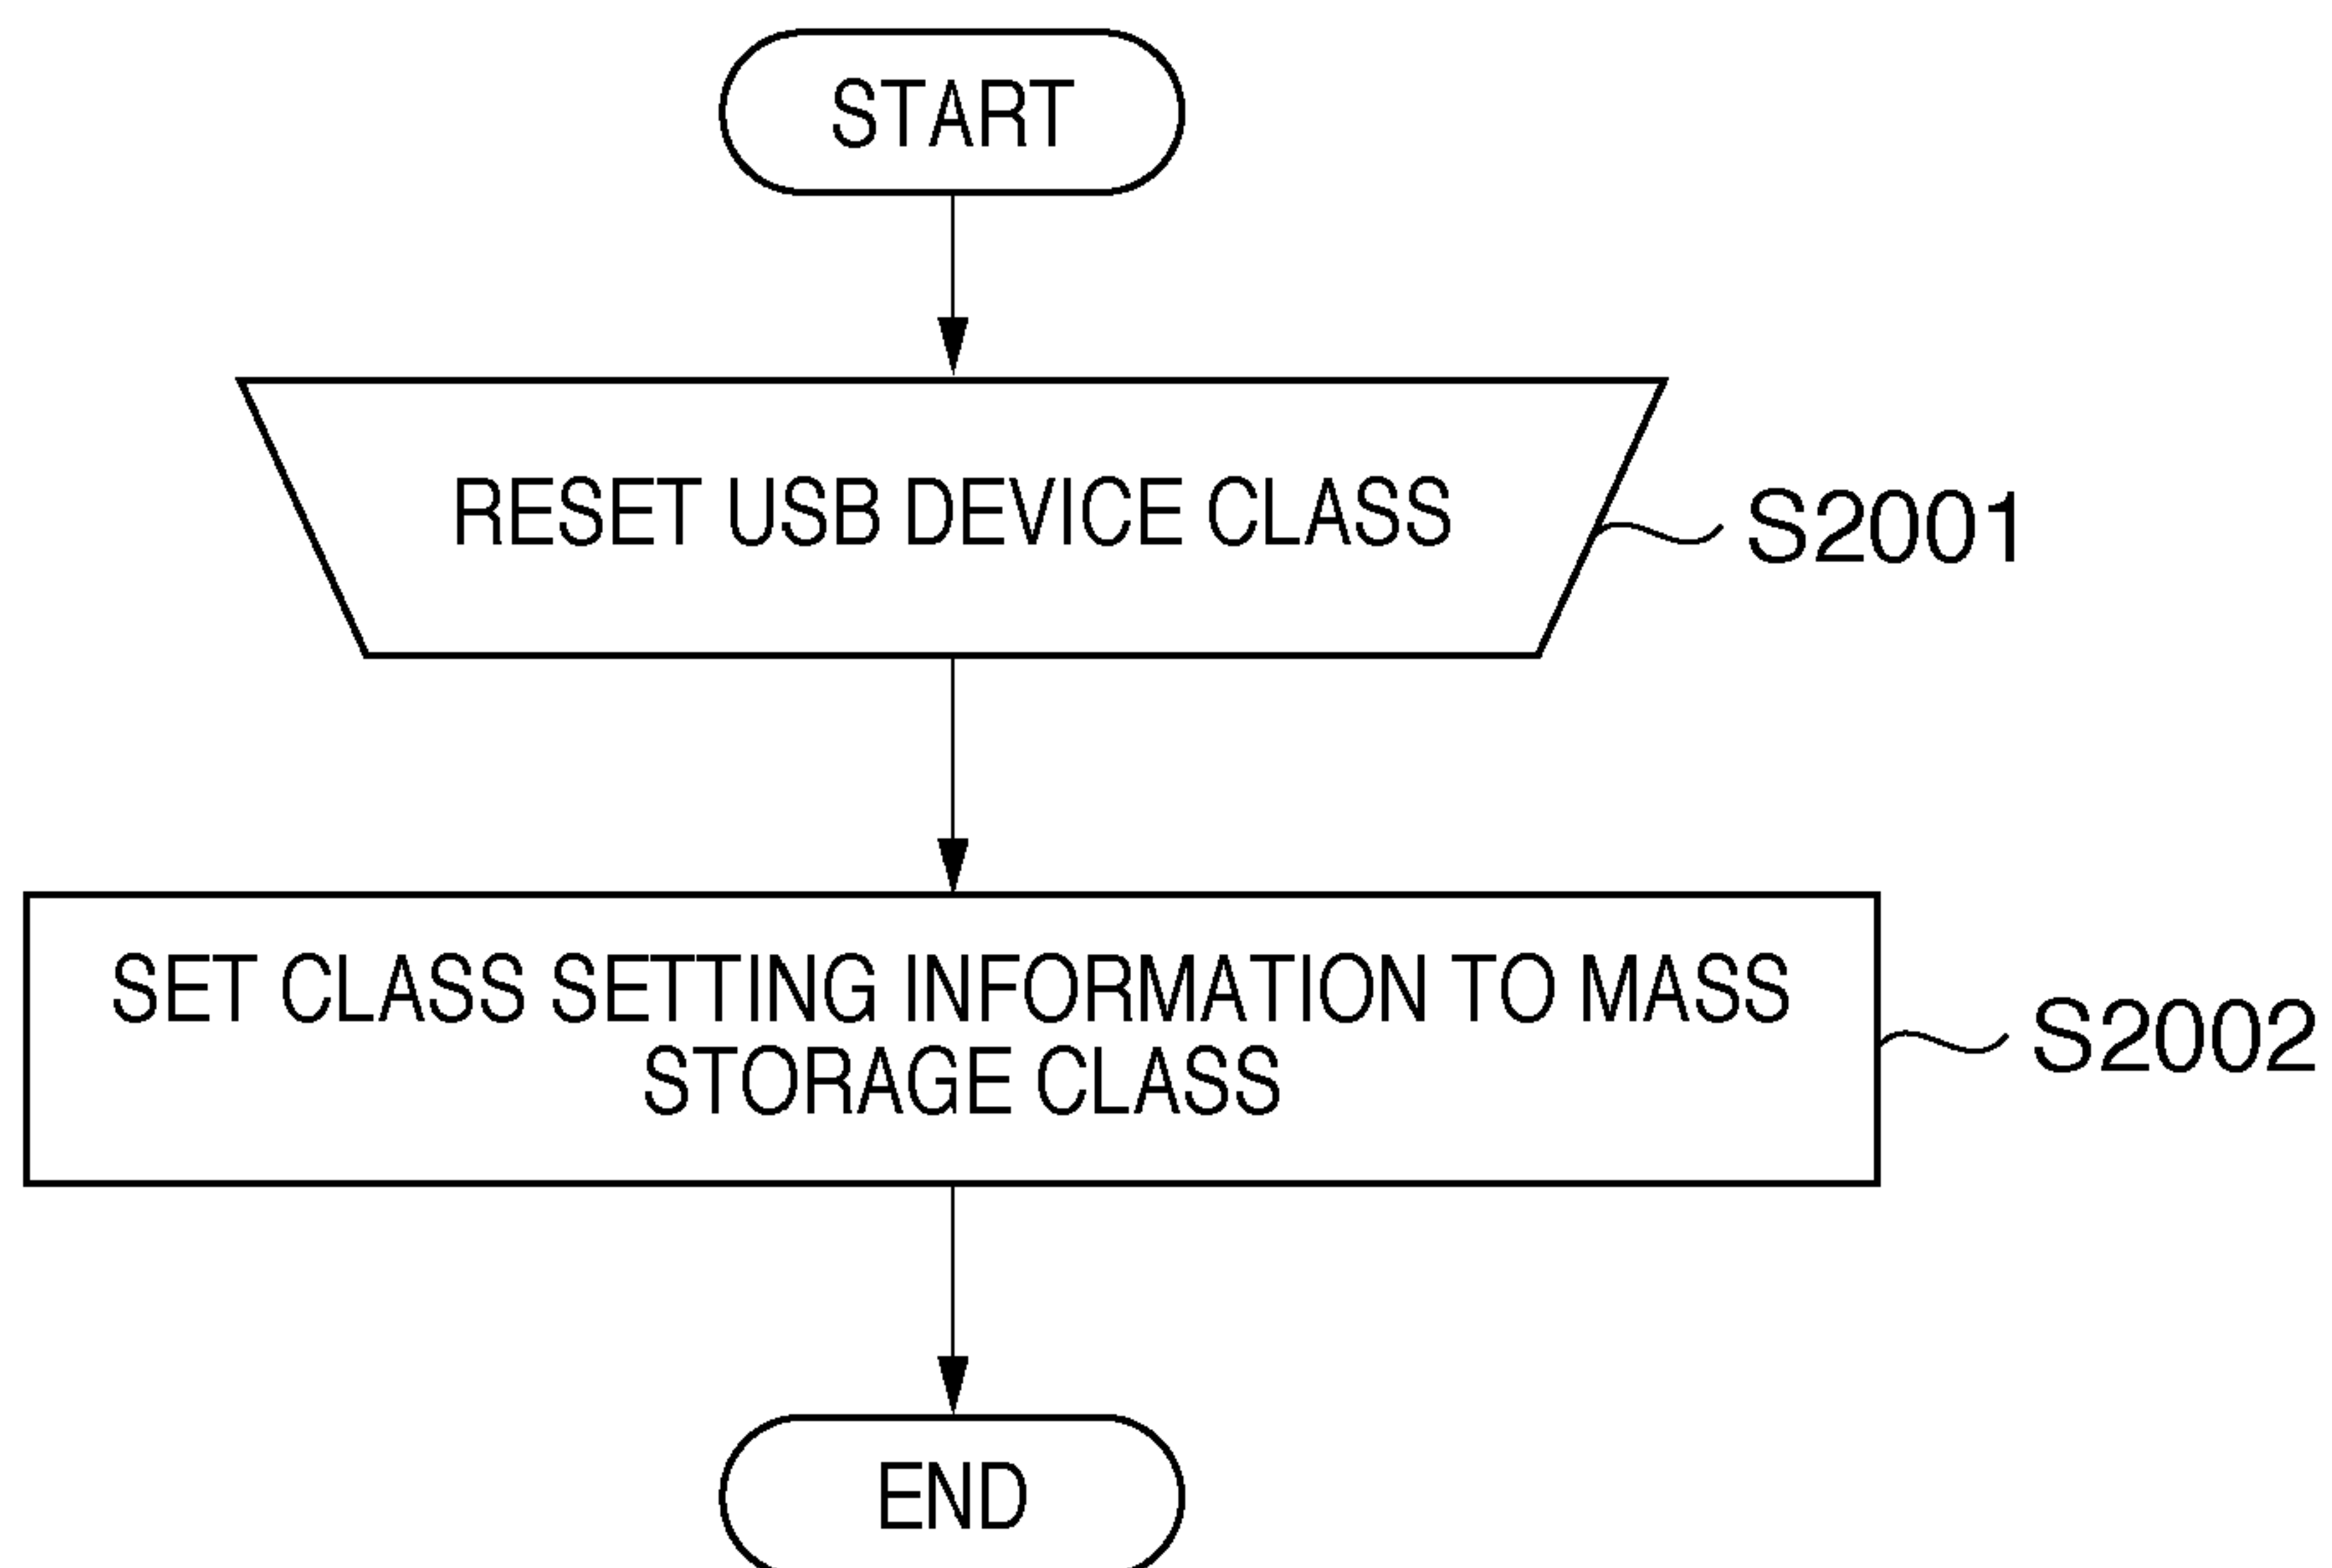 START
RESET USB DEVICE CLASS
S2001
SET CLASS SETTING INFORMATION TO MASS
STORAGE CLASS
S2002
END